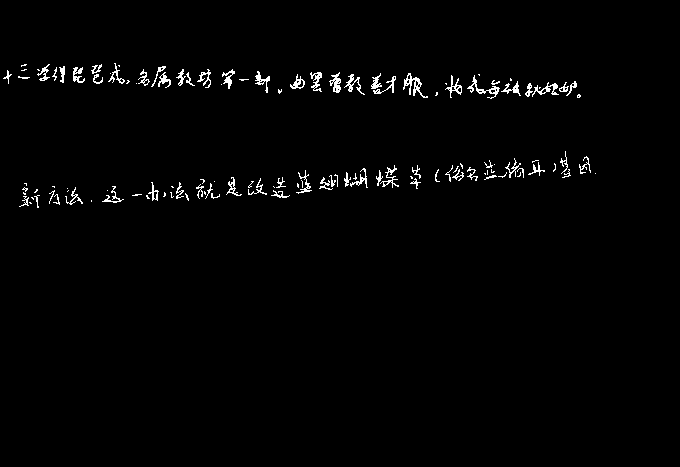 十三学得琵琶成,名属教坊第一部。曲罢曾教善才服,妆成每被秋娘妒。
新方法.这一办法就是改造蓝翅蝴蝶草(俗名蓝猪耳)基因.